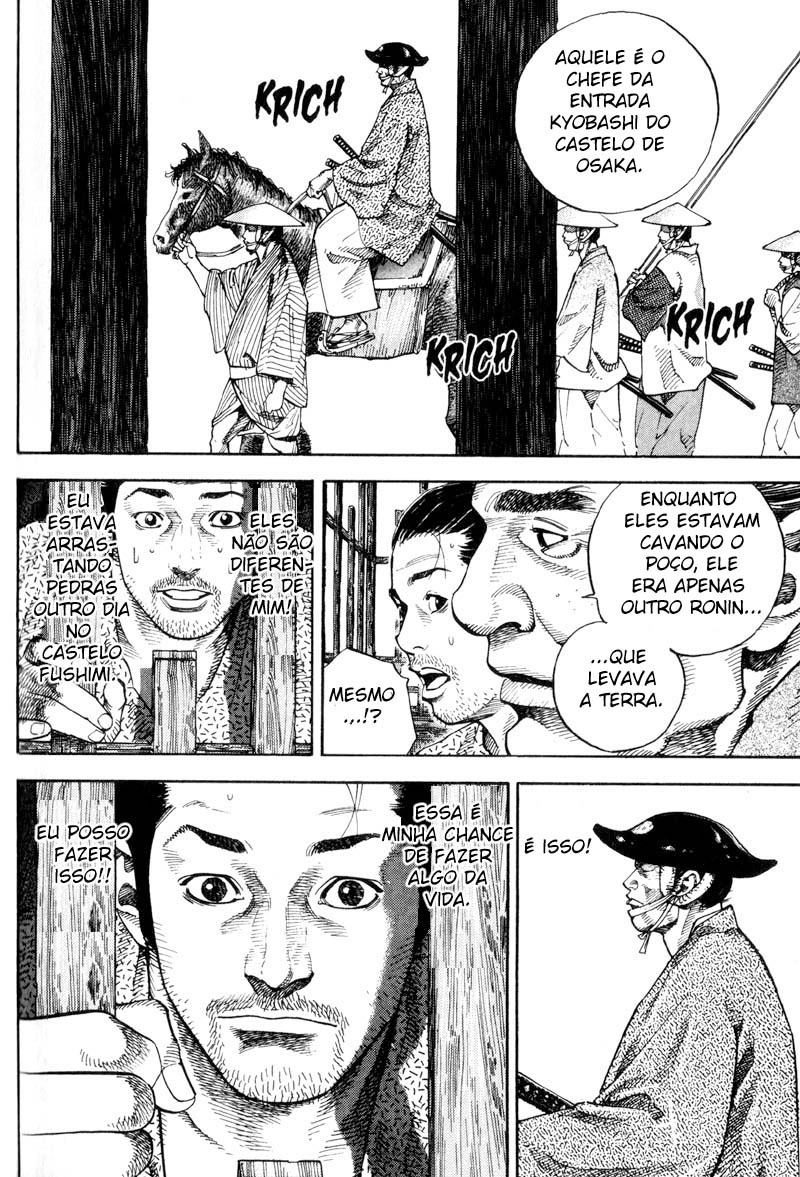 AQUELE É O
CHEFE DA
ENTRADA
KYOBASHI DO
CASTELO DE
OSAKA.
KRICH
KRICH
KRICH
ENQUANTO
ELES ESTAVAM
CAVANDO O
POÇO, ELE
ERA APENAS
OUTRO RONIN...
...QUE
LEVAVA
A TERRA.
MESMO
...!?
ELES
NÃO SÃO
DIFEREN-
TES DE
MIM!
EU
ESTAVA
ARRAS-
TANDO
PEDRAS
OUTRO DIA
NO
CASTELO
FUSHIMI.
É ISSO!
ESSA É
MINHA CHANCE
DE FAZER
ALGO DA
VIDA.
EU POSSO
FAZER
ISSO!!